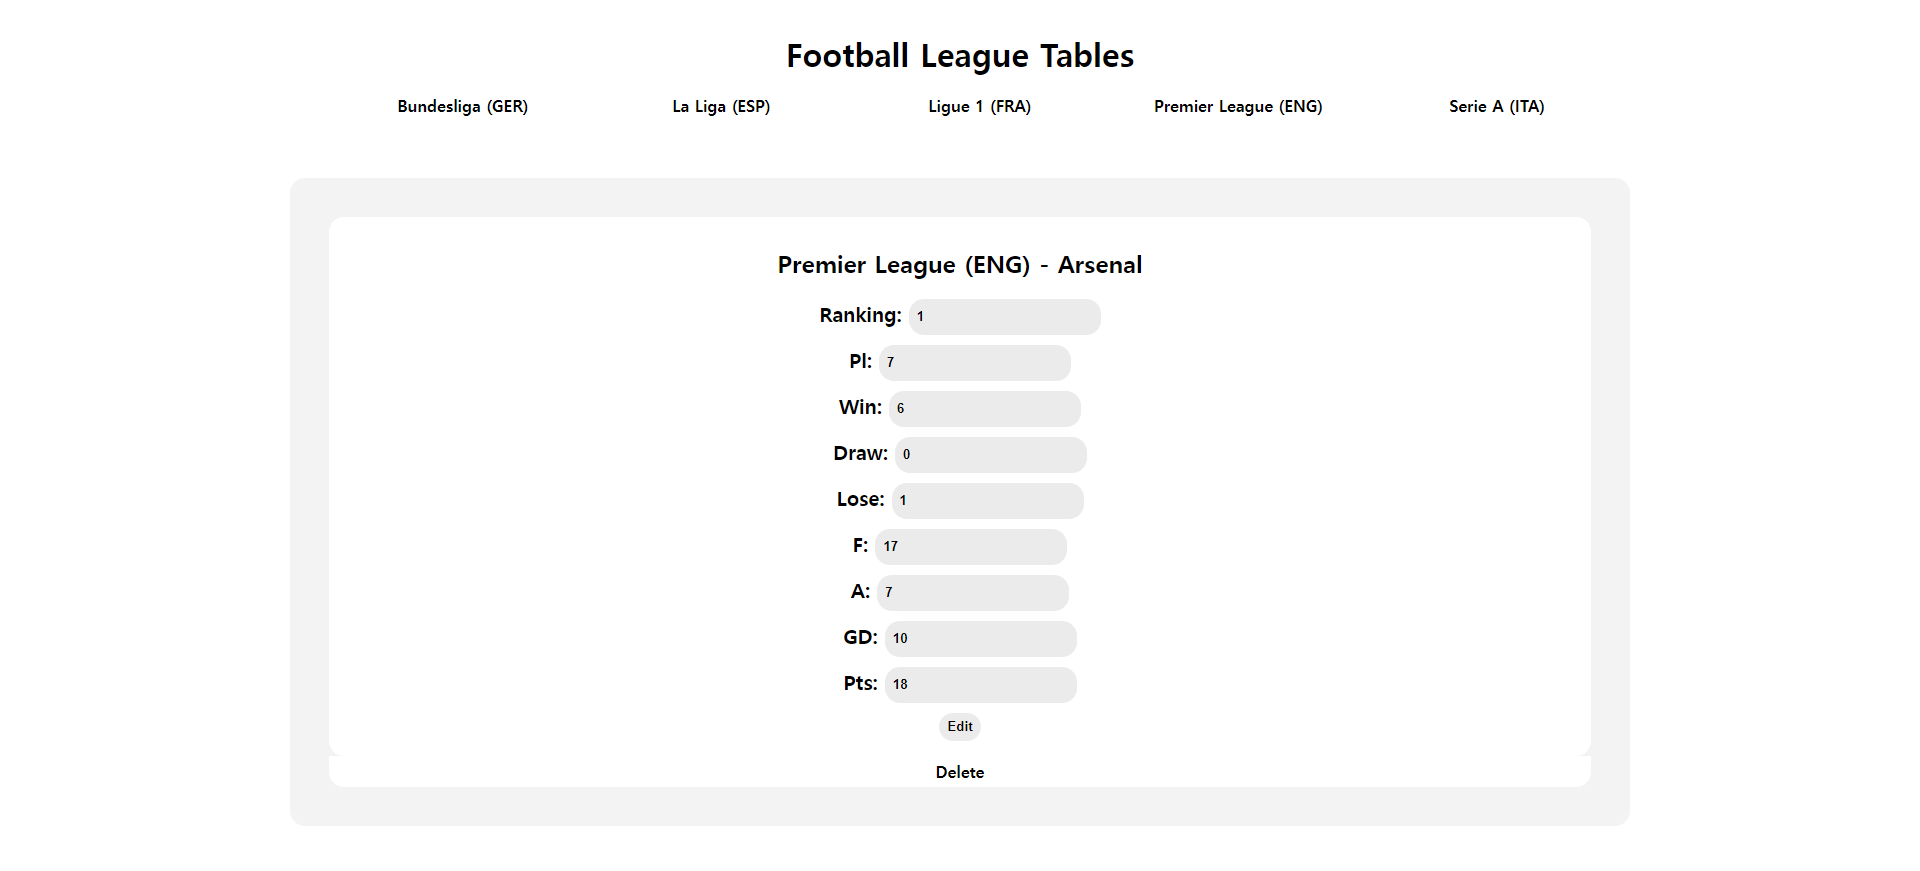 Football League Tables
Bundesliga (GER) La Liga (ESP) Ligue 1 (FRA) Premier League (ENG) Serie A (ITA)
Premier League (ENG) - Arsenal
Ranking: 1
Pl: 7
Win: 6
Draw: 0
Lose: 1
F: 17
A: 7
GD: 10
Pts: 18
Edit
Delete